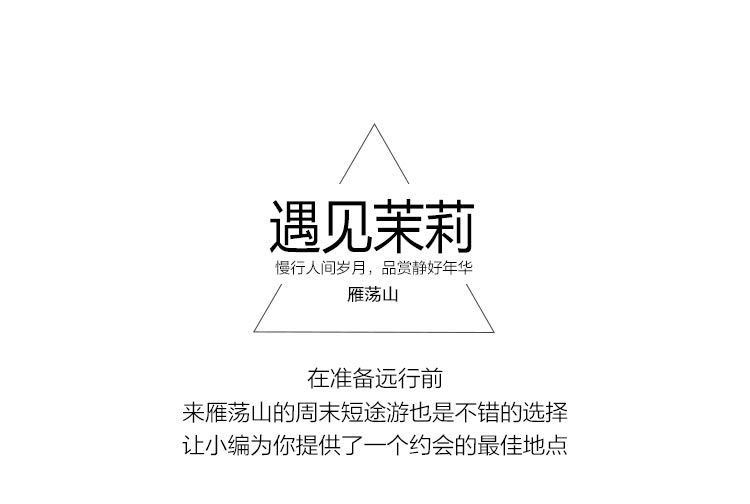 遇见茉莉
慢行人间岁月，品赏静好年华
雁荡山
在准备远行前
来雁荡山的周末短途游也是不错的选择
让小编为你提供了一个约会的最佳地点